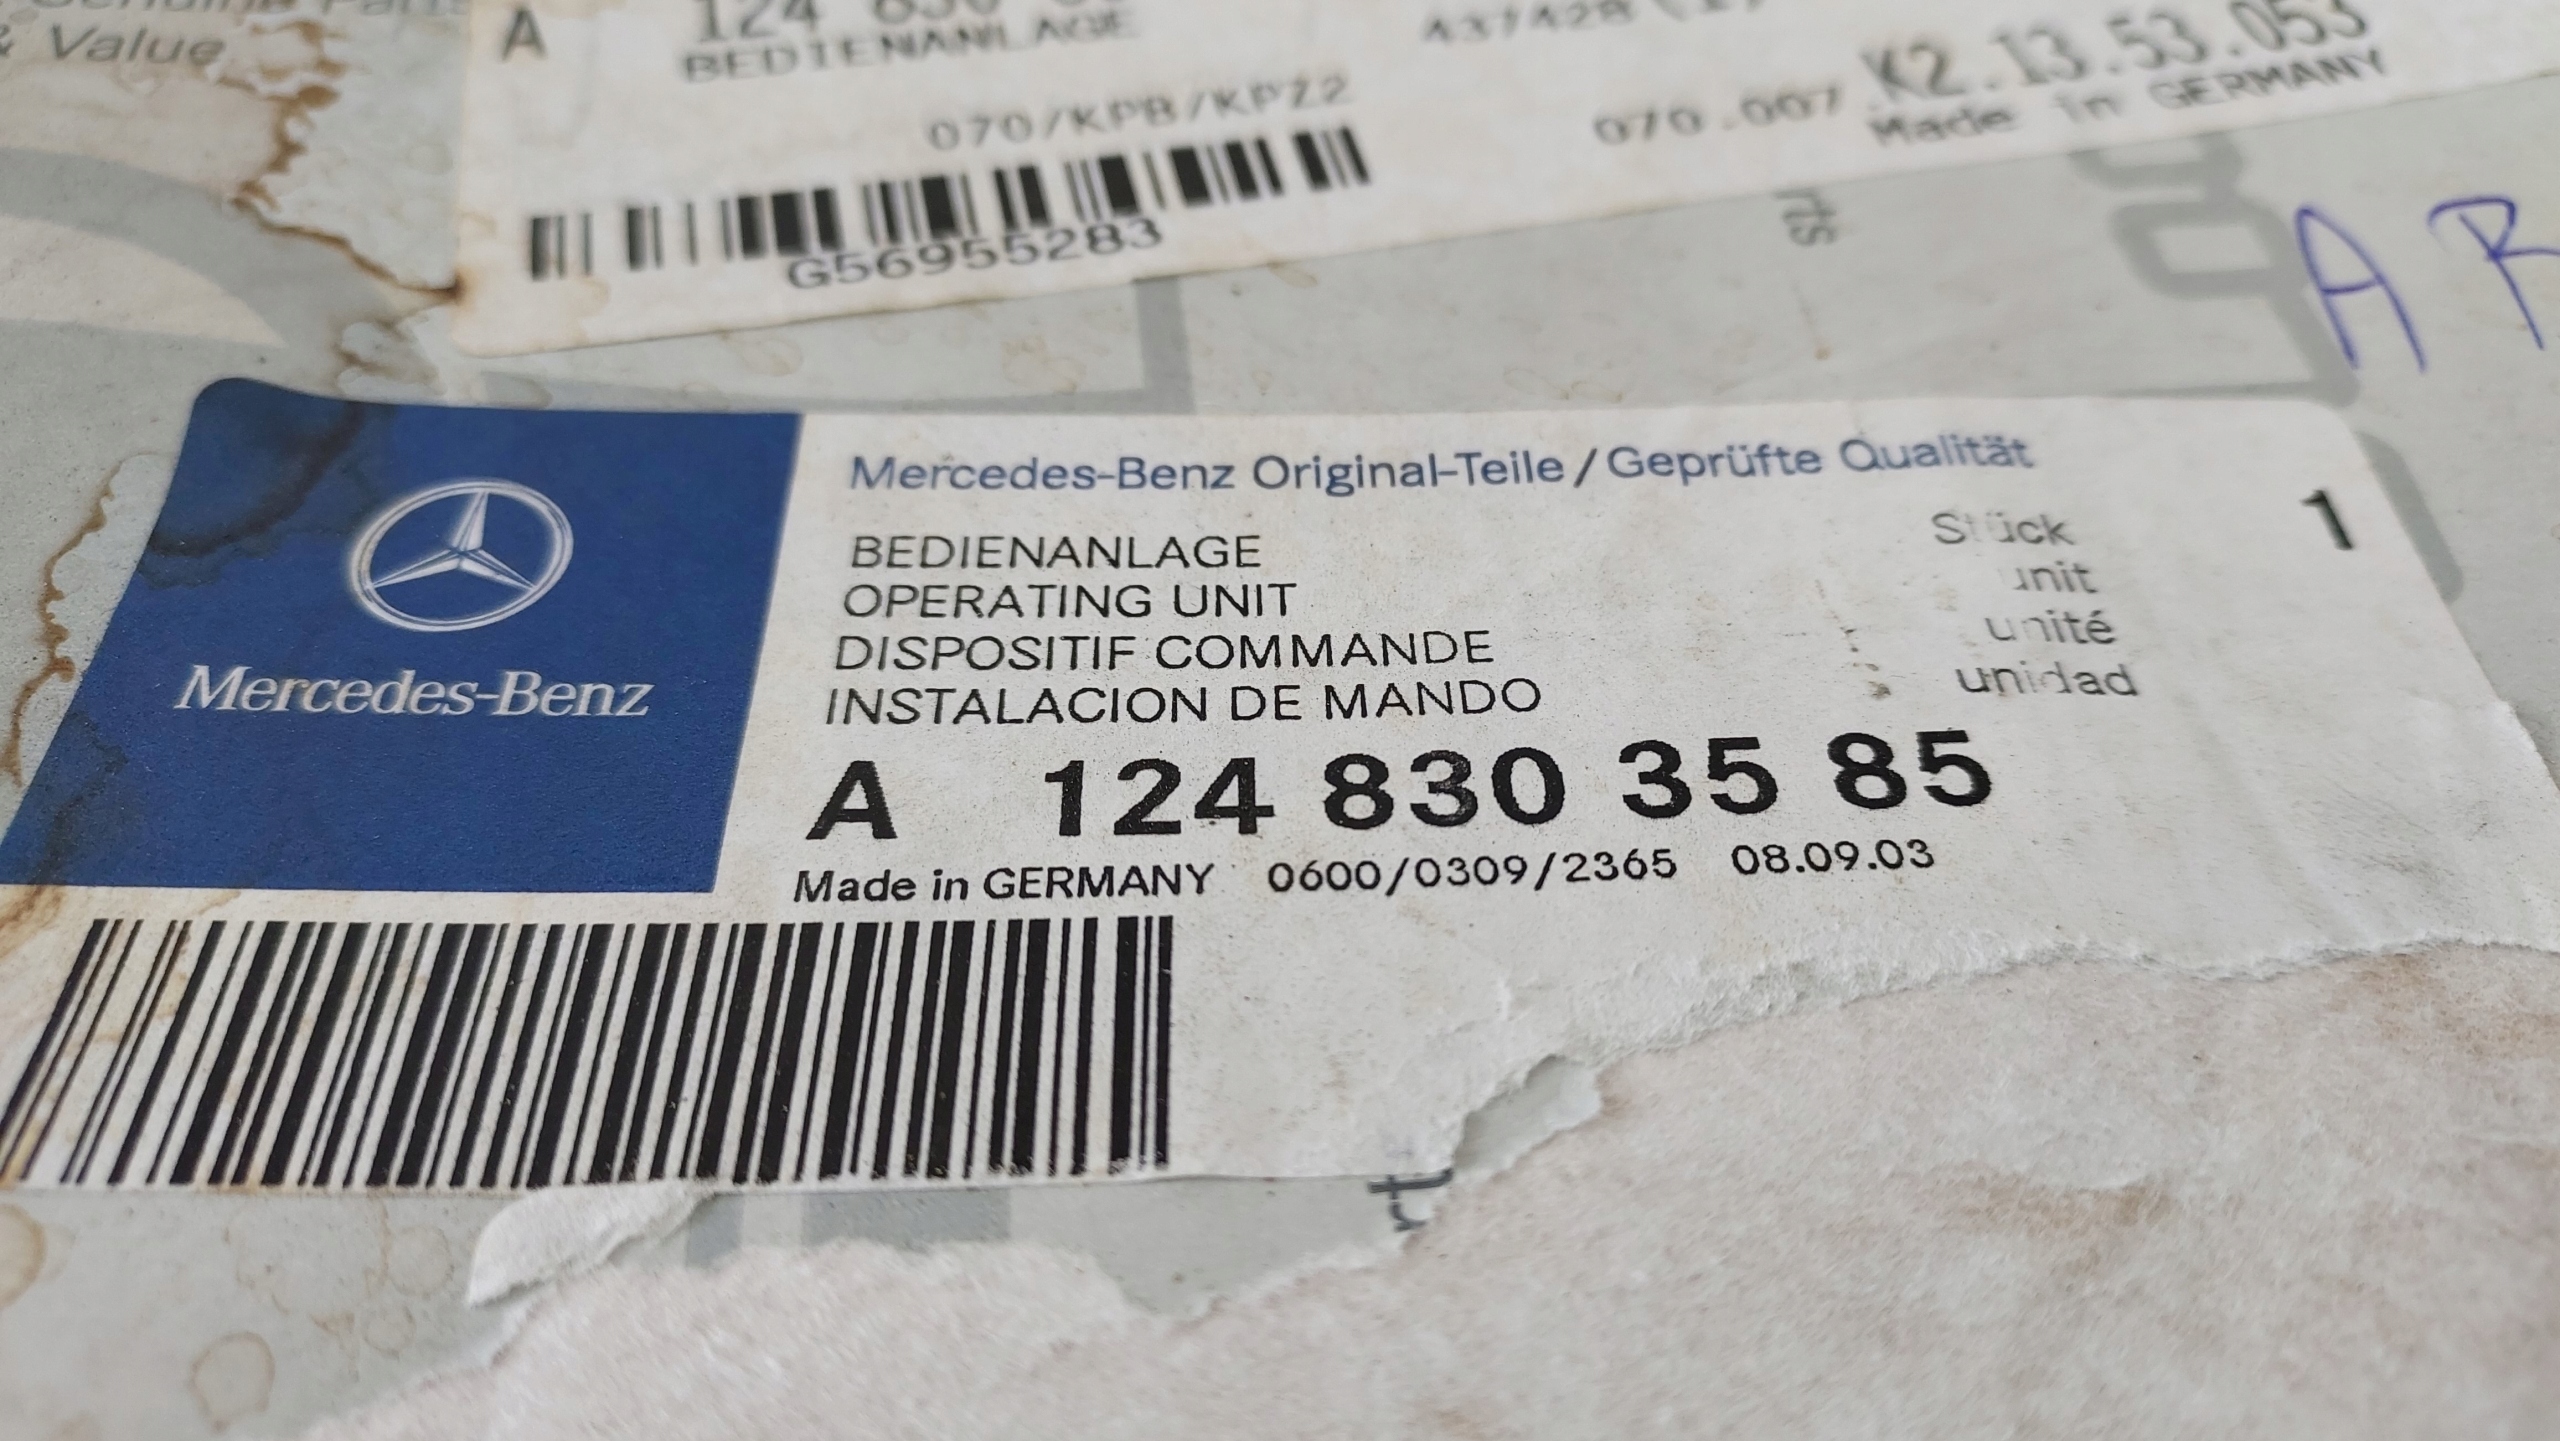 & Value
A 124 830
BEDIENANLAGE
070/KPB/KPZ2
G56955283
070.007 K2.13.53.053
Made in GERMANY
A R
Mercedes-Benz
Mercedes-Benz Original-Teile/Geprüfte Qualität
BEDIENANLAGE
OPERATING UNIT
DISPOSITIF COMMANDE
INSTALACION DE MANDO
Stück 1
unit
unité
unidad
A 124 830 35 85
Made in GERMANY 0600/0309/2365 08.09.03